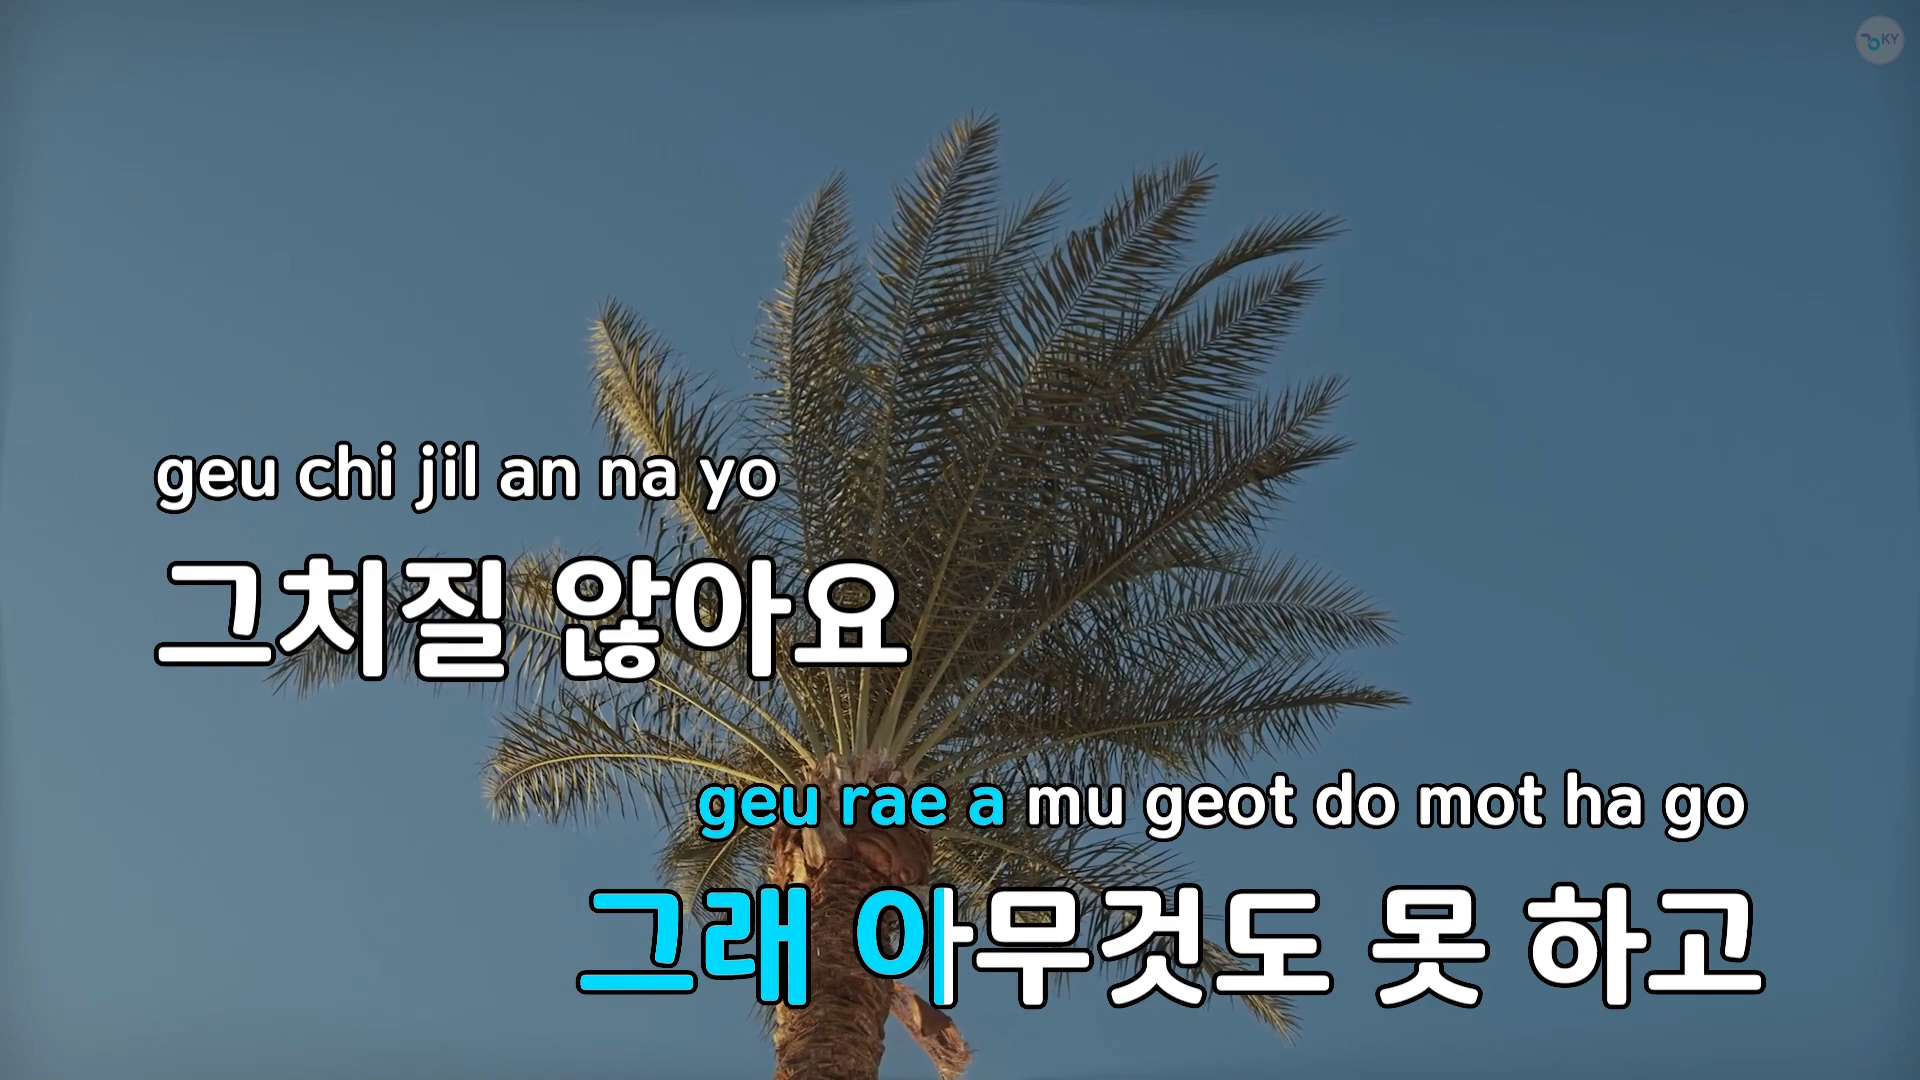 KY
geu chi jil an na yo
그치질 않아요
geu rae a mu geot do mot ha go
그래 아무것도 못 하고